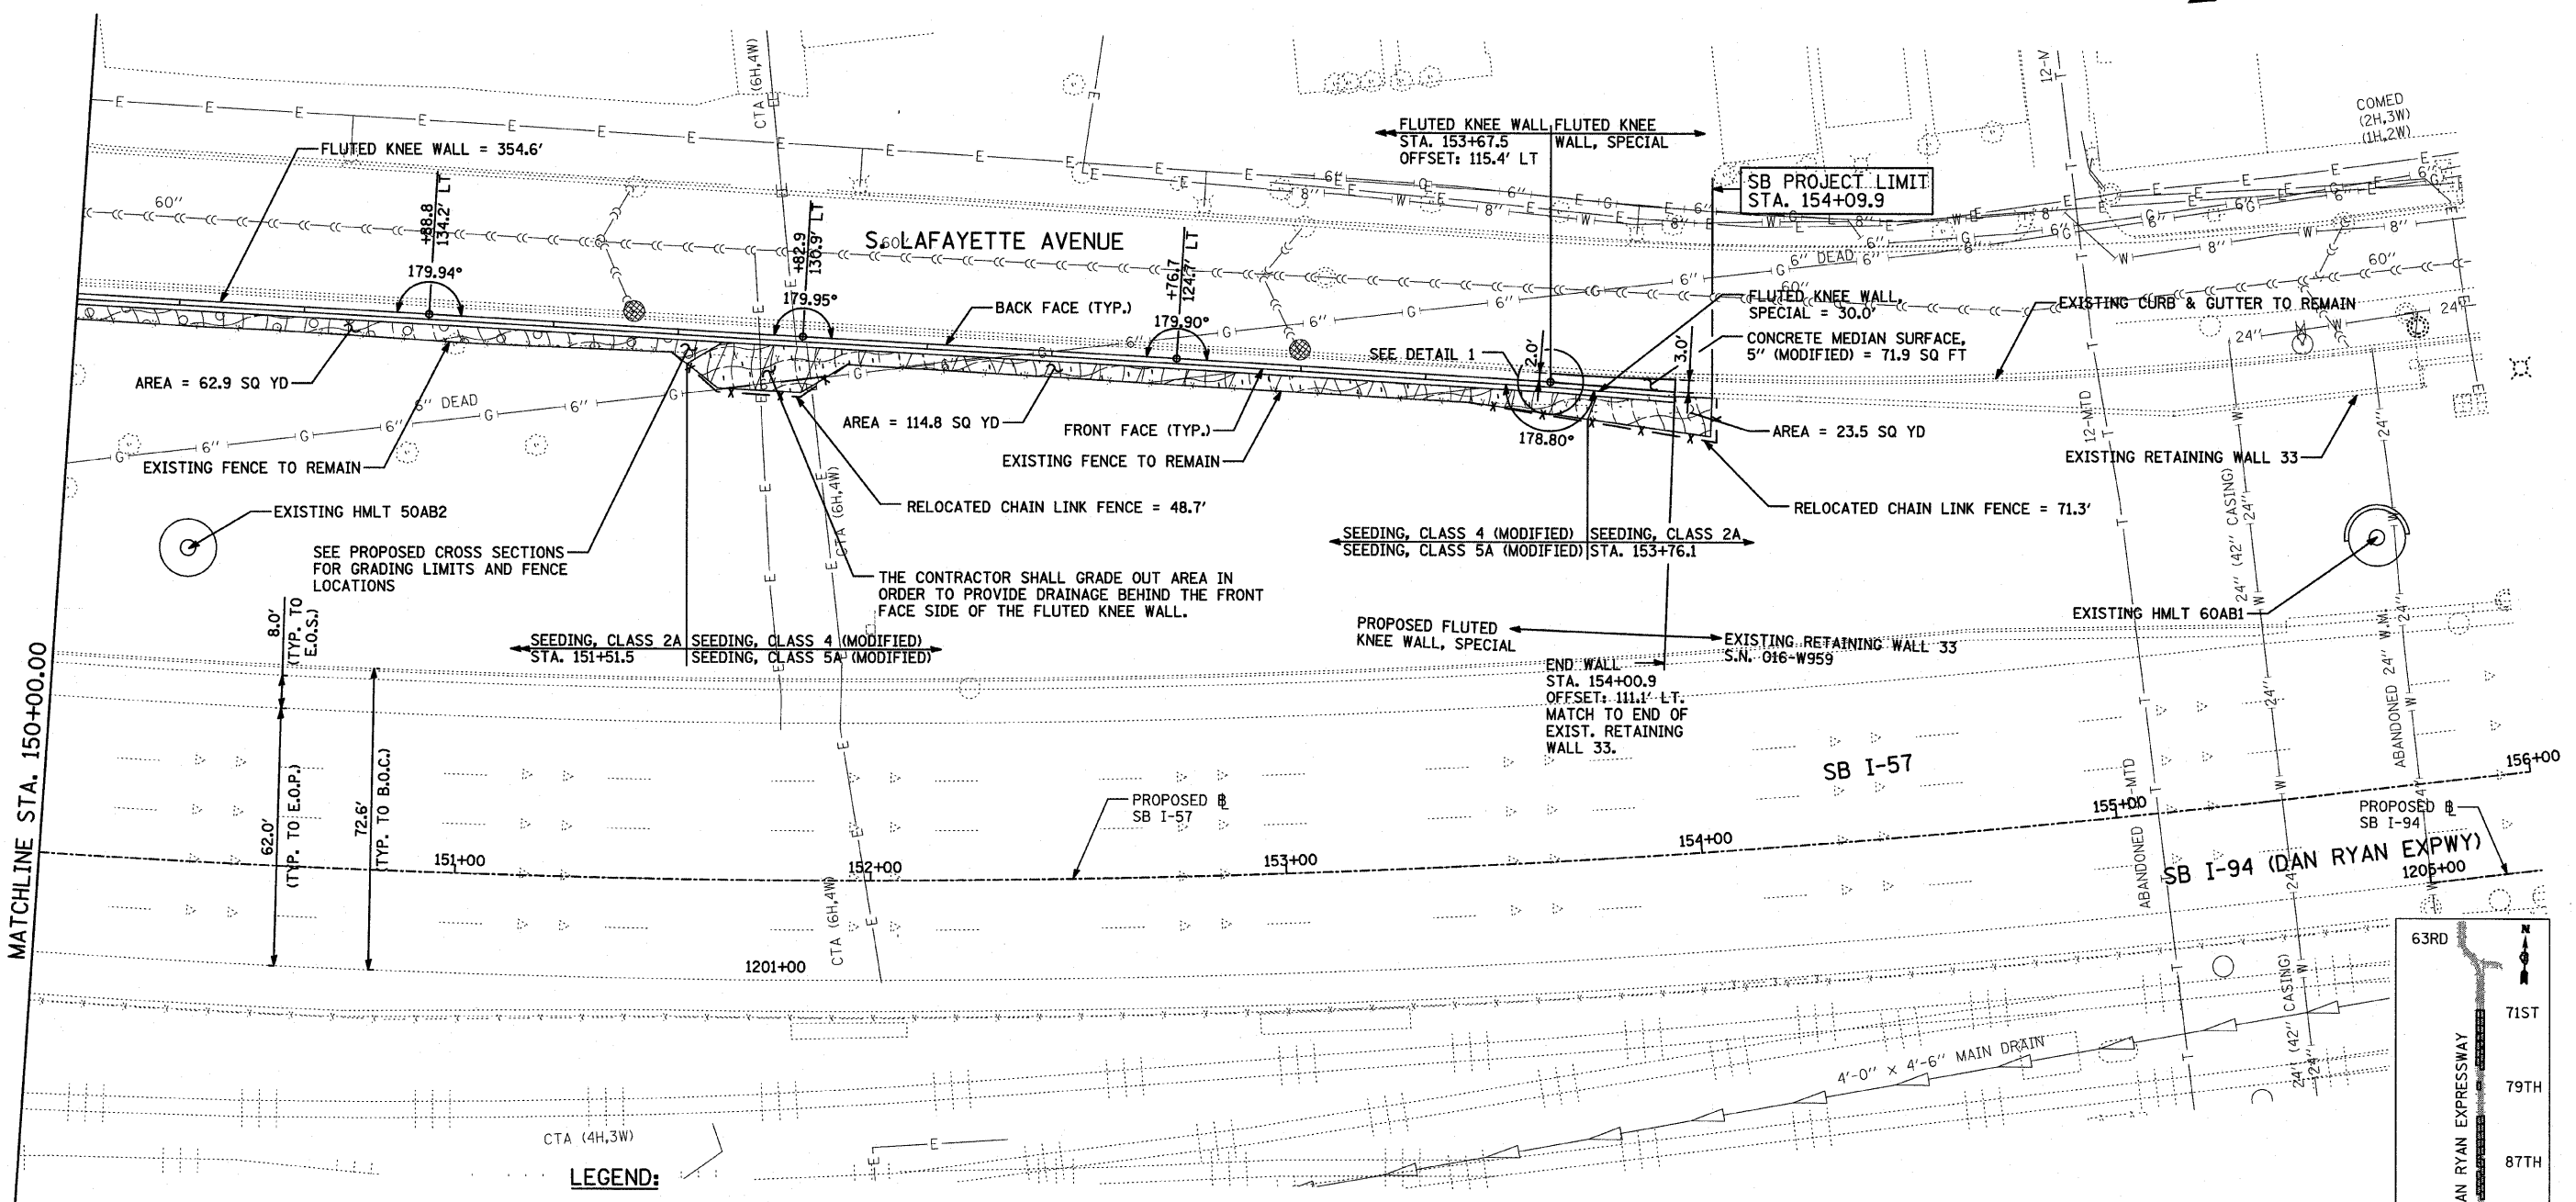 COMED
(2H,3W)
(1H,2W)
CTA (6H,4W)
12-M
FLUTED KNEE WALL
STA. 153+67.5
OFFSET: 115.4' LT
FLUTED KNEE
WALL, SPECIAL
FLUTED KNEE WALL = 354.6'
SB PROJECT LIMIT
STA. 154+09.9
60"
+88.8
134.2' LT
+82.9
130.9' LT
+76.7
124.7' LT
S. LAFAYETTE AVENUE
179.94°
179.95°
179.90°
6" DEAD
60"
60"
BACK FACE (TYP.)
FLUTED KNEE WALL,
SPECIAL = 30.0'
EXISTING CURB & GUTTER TO REMAIN
CONCRETE MEDIAN SURFACE,
5" (MODIFIED) = 71.9 SQ FT
SEE DETAIL 1
2.0'
3.0'
AREA = 62.9 SQ YD
6" DEAD
AREA = 114.8 SQ YD
FRONT FACE (TYP.)
178.80°
AREA = 23.5 SQ YD
EXISTING FENCE TO REMAIN
EXISTING FENCE TO REMAIN
EXISTING RETAINING WALL 33
12-MTD
CTA (6H,4W)
24" (42" CASING)
EXISTING HMLT 50AB2
RELOCATED CHAIN LINK FENCE = 48.7'
RELOCATED CHAIN LINK FENCE = 71.3'
SEEDING, CLASS 4 (MODIFIED)
SEEDING, CLASS 5A (MODIFIED)
SEEDING, CLASS 2A
STA. 153+76.1
SEE PROPOSED CROSS SECTIONS
FOR GRADING LIMITS AND FENCE
LOCATIONS
THE CONTRACTOR SHALL GRADE OUT AREA IN
ORDER TO PROVIDE DRAINAGE BEHIND THE FRONT
FACE SIDE OF THE FLUTED KNEE WALL.
EXISTING HMLT 60AB1
8.0'
(TYP. TO
E.O.S.)
SEEDING, CLASS 2A
STA. 151+51.5
SEEDING, CLASS 4 (MODIFIED)
SEEDING, CLASS 5A (MODIFIED)
PROPOSED FLUTED
KNEE WALL, SPECIAL
EXISTING RETAINING WALL 33
S.N. 016-W959
END WALL
STA. 154+00.9
OFFSET: 111.1' LT.
MATCH TO END OF
EXIST. RETAINING
WALL 33.
MATCHLINE STA. 150+00.00
62.0'
(TYP. TO E.O.P.)
72.6'
(TYP. TO B.O.C.)
ABANDONED 24" W.M.
SB I-57
PROPOSED
SB I-57
151+00
152+00
153+00
154+00
155+00
156+00
ABANDONED 12-MTD
PROPOSED
SB I-94
SB I-94 (DAN RYAN EXPWY)
1205+00
1201+00
CTA (6H,4W)
24" (42" CASING)
4'-0" X 4'-6" MAIN DRAIN
CTA (4H,3W)
LEGEND:
N
63RD
71ST
79TH
87TH
AN RYAN EXPRESSWAY